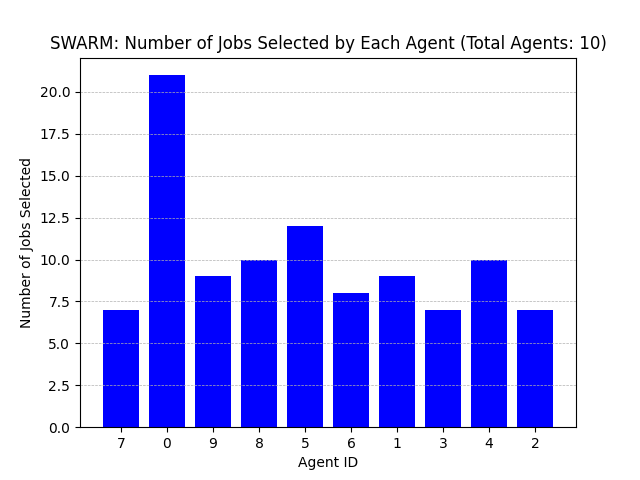 SWARM: Number of Jobs Selected by Each Agent (Total Agents: 10)
Number of Jobs Selected
20.0
17.5
15.0
12.5
10.0
7.5
5.0
2.5
0.0
7 0 9 8 5 6 1 3 4 2
Agent ID